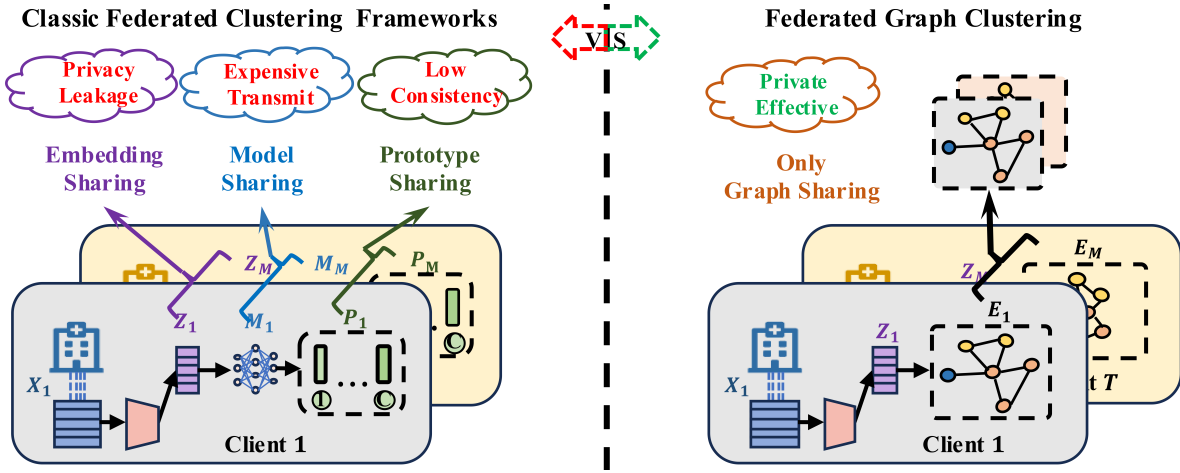 Classic Federated Clustering Frameworks
V S
Federated Graph Clustering
Privacy
Leakage
Expensive
Transmit
Low
Consistency
Private
Effective
Embedding
Sharing
Model
Sharing
Prototype
Sharing
Only
Graph Sharing
Z_M
M_M
P_M
Z_1
M_1
P_1
C
X_1
1
...
C
Client 1
Z_M
E_M
E_1
Z_1
X_1
t T
Client 1